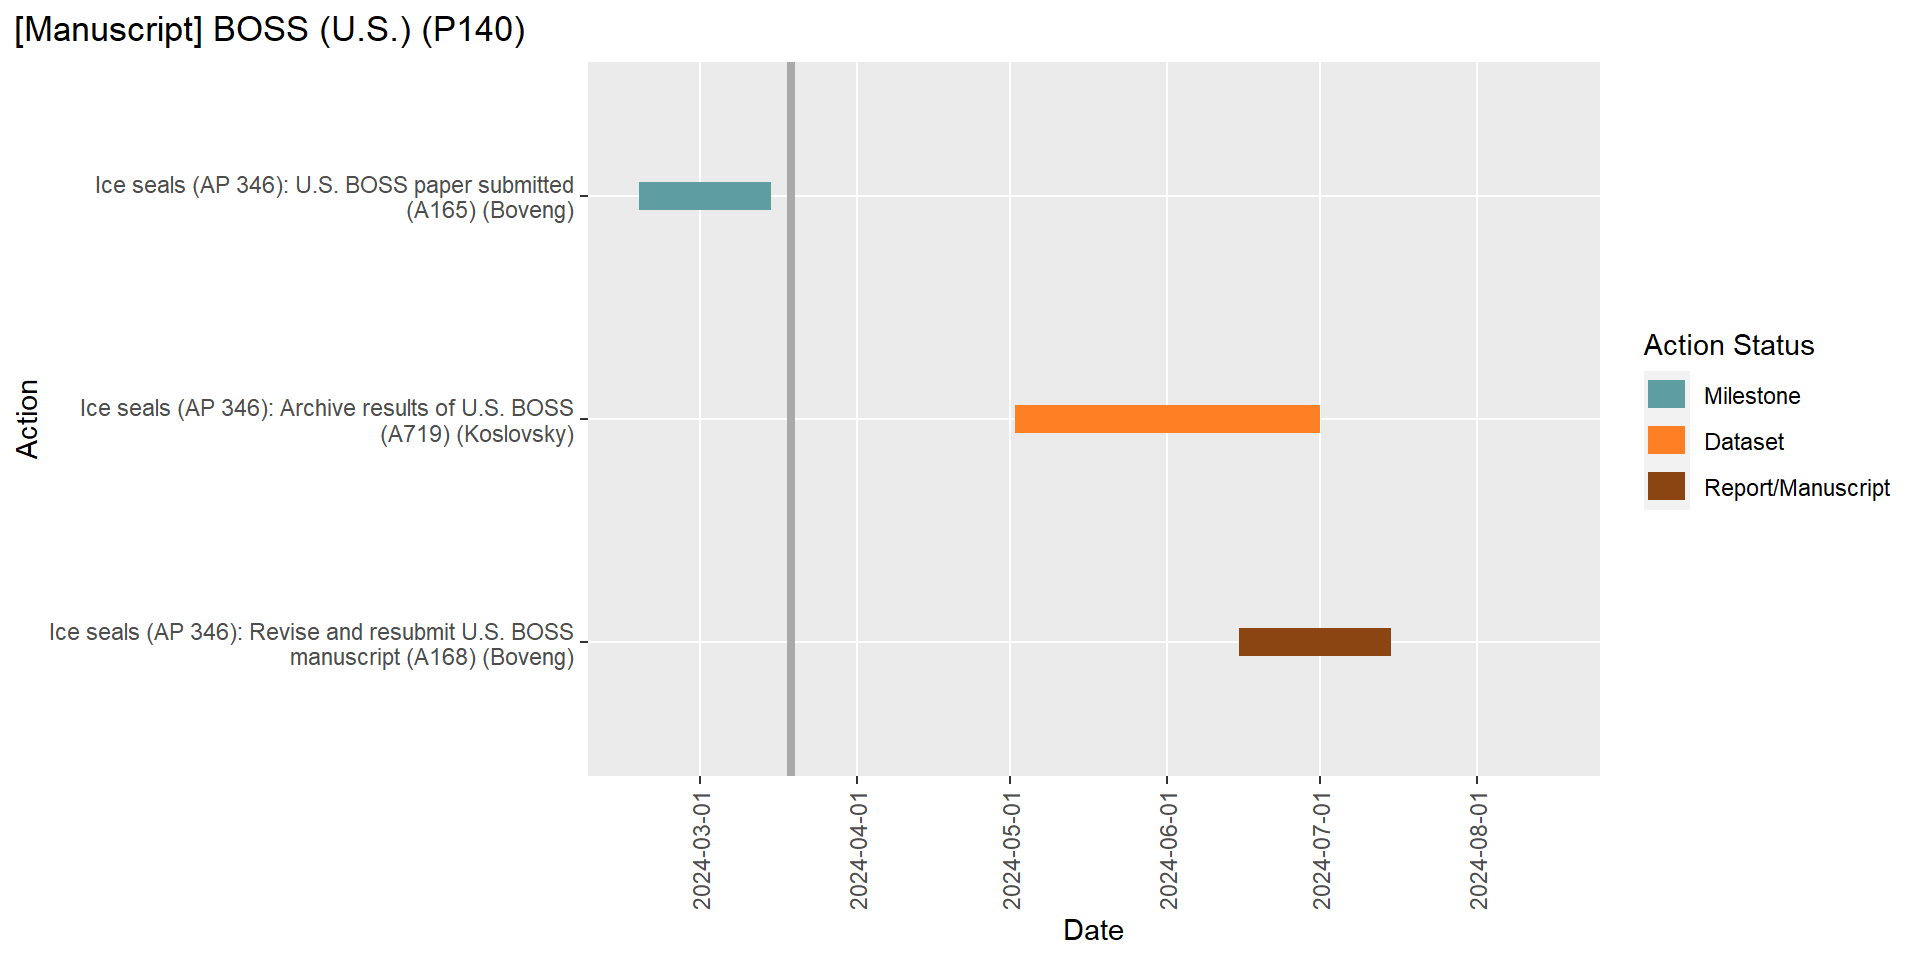 [Manuscript] BOSS (U.S.) (P140)
Ice seals (AP 346): U.S. BOSS paper submitted
(A165) (Boveng)
Ice seals (AP 346): Archive results of U.S. BOSS
(A719) (Koslovsky)
Ice seals (AP 346): Revise and resubmit U.S. BOSS
manuscript (A168) (Boveng)
Action
2024-03-01
2024-04-01
2024-05-01
2024-06-01
2024-07-01
2024-08-01
Date
Action Status
Milestone
Dataset
Report/Manuscript